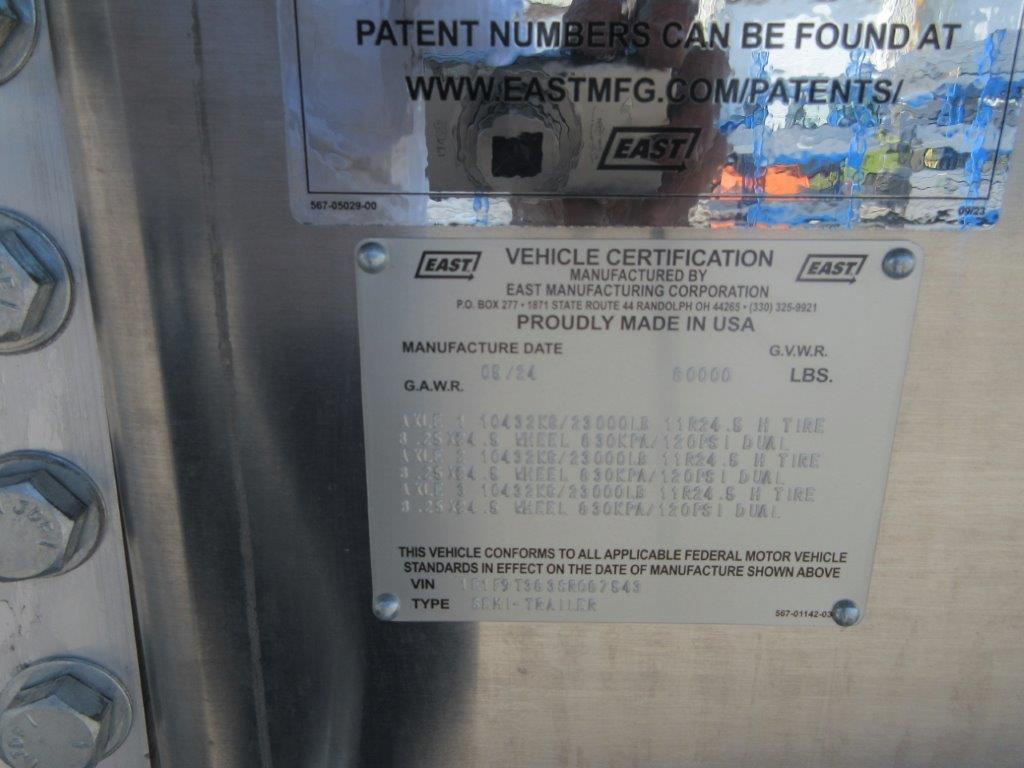 PATENT NUMBERS CAN BE FOUND AT
WWW.EASTMFG.COM/PATENTS/
EAST
567-05029-00
09/23
EAST
VEHICLE CERTIFICATION
EAST
MANUFACTURED BY
EAST MANUFACTURING CORPORATION
P.O. BOX 277 • 1871 STATE ROUTE 44 RANDOLPH OH 44265 • (330) 325-9921
PROUDLY MADE IN USA
MANUFACTURE DATE
G.V.W.R.
LBS.
G.A.W.R.
AXLE 1 10432KG/23000LB 11R24.5 H TIRE
8.25X24.5 WHEEL 830KPA/120PSI DUAL
AXLE 2 10432KG/23000LB 11R24.5 H TIRE
8.25X24.5 WHEEL 830KPA/120PSI DUAL
AXLE 3 10432KG/23000LB 11R24.5 H TIRE
8.25X24.5 WHEEL 830KPA/120PSI DUAL
THIS VEHICLE CONFORMS TO ALL APPLICABLE FEDERAL MOTOR VEHICLE
STANDARDS IN EFFECT ON THE DATE OF MANUFACTURE SHOWN ABOVE
VIN
TYPE SEMI-TRAILER
567-01142-03